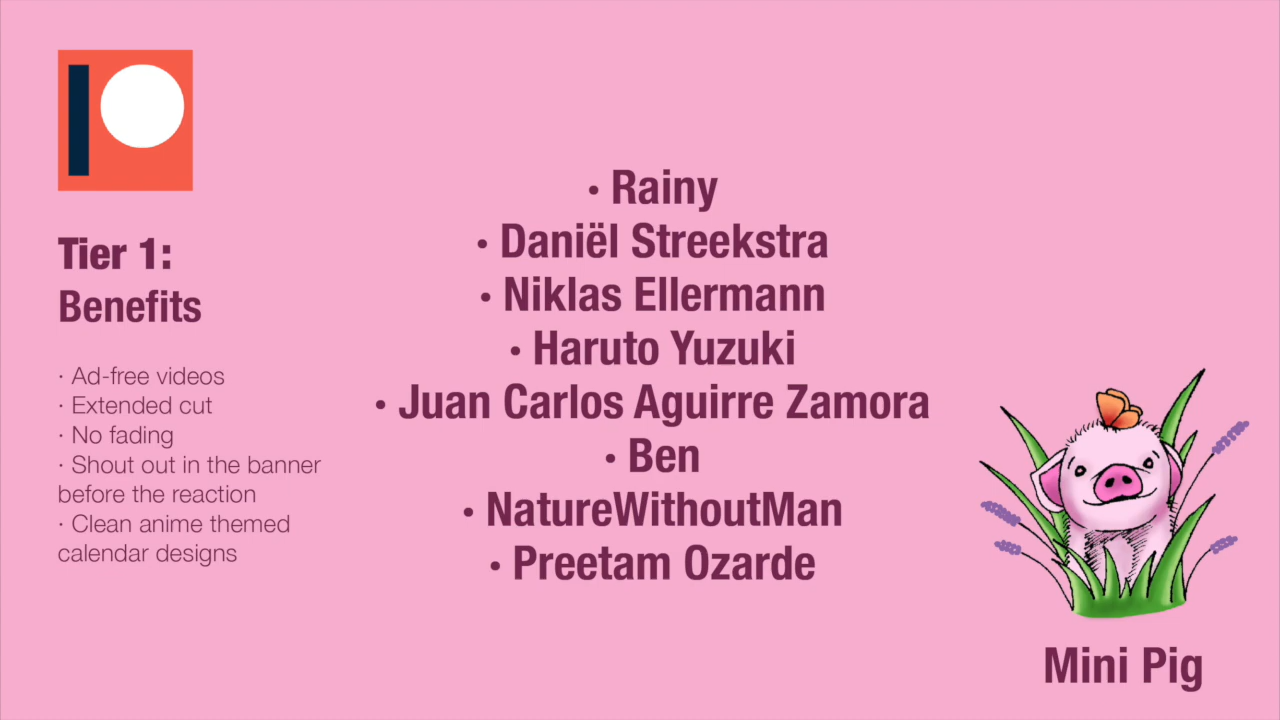 Tier 1:
Benefits
· Ad-free videos
· Extended cut
· No fading
· Shout out in the banner
before the reaction
· Clean anime themed
calendar designs
• Rainy
• Daniël Streekstra
• Niklas Ellermann
• Haruto Yuzuki
• Juan Carlos Aguirre Zamora
• Ben
• NatureWithoutMan
• Preetam Ozarde
Mini Pig